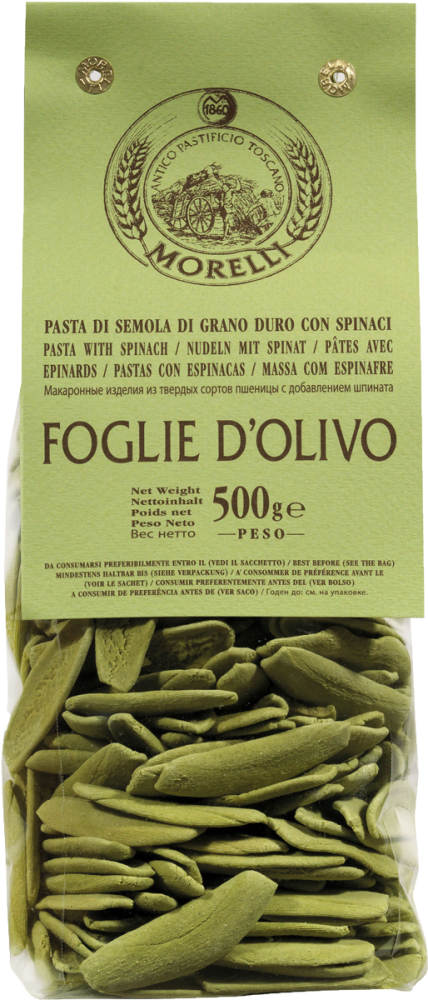 M
1860
ANTICO PASTIFICIO TOSCANO
MORELLI
PASTA DI SEMOLA DI GRANO DURO CON SPINACI
PASTA WITH SPINACH / NUDELN MIT SPINAT / PÂTES AVEC
EPINARDS / PASTAS CON ESPINACAS / MASSA COM ESPINAFRE
Макаронные изделия из твердых сортов пшеницы с добавлением шпината
FOGLIE D'OLIVO
Net Weight
Nettoinhalt
Poids net
Peso Neto
Вес нетто
500g e
PESO
DA CONSUMARSI PREFERIBILMENTE ENTRO IL (VEDI IL SACCHETTO) / BEST BEFORE (SEE THE BAG)
MINDESTENS HALTBAR BIS (SIEHE VERPACKUNG) / A' CONSOMMER DE PRÉFÉRENCE AVANT LE
(VOIR LE SACHET) / CONSUMIR PREFERENTEMENTE ANTES DEL (VER BOLSO)
A CONSUMIR DE PREFERÊNCIA ANTES DE (VER SACO) / Годен до: см. на упаковке.